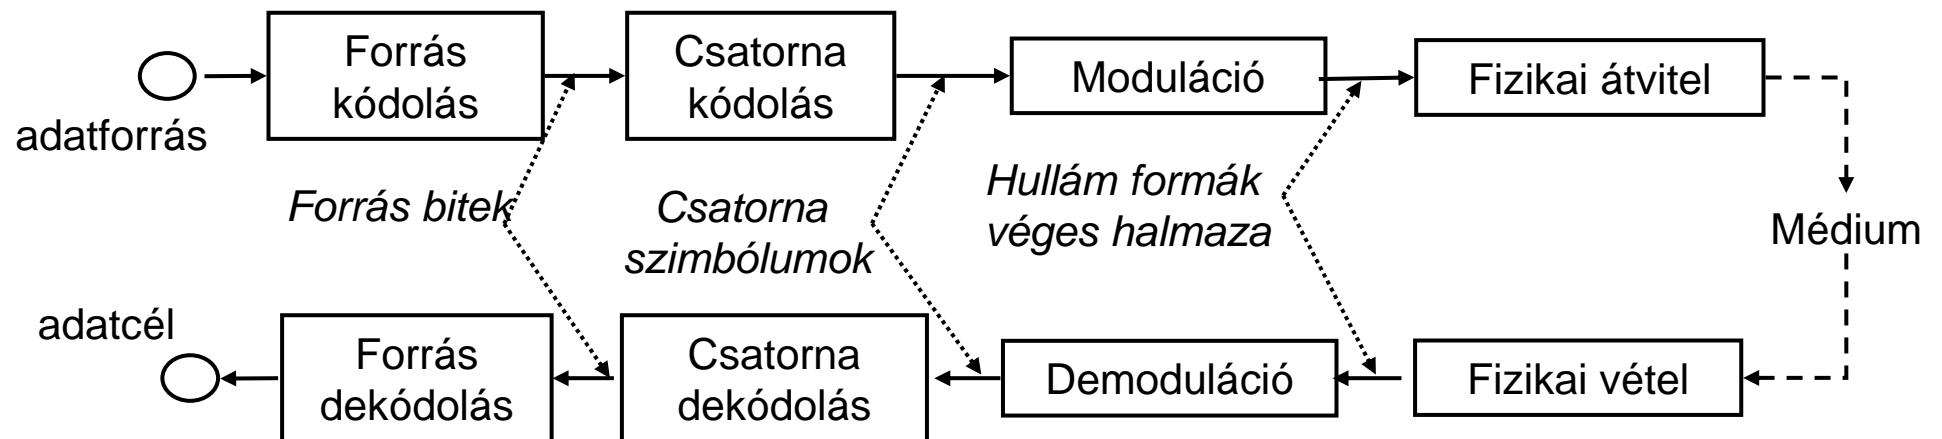 Forrás
kódolás
Csatorna
kódolás
Moduláció
Fizikai átvitel
adatforrás
Forrás bitek
Csatorna
szimbólumok
Hullám formák
véges halmaza
Médium
adatcél
Forrás
dekódolás
Csatorna
dekódolás
Demoduláció
Fizikai vétel